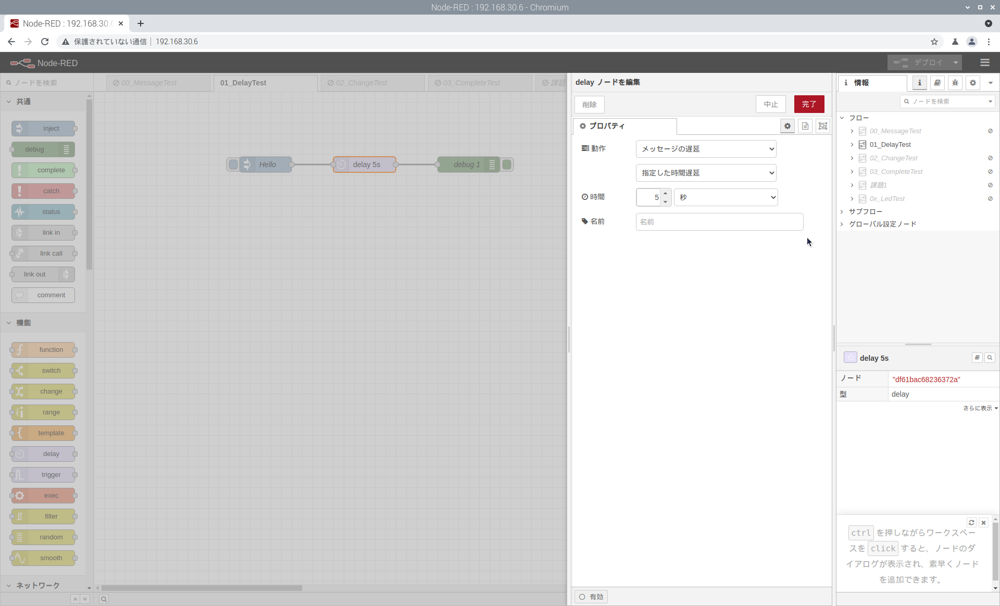 Node-RED : 192.168.30.6 - Chromium
Node-RED : 192.168.30.6
保護されていない通信 192.168.30.6
Node-RED デプロイ
ノードを検索
00_MessageTest 01_DelayTest 02_ChangeTest 03_CompleteTest 課題
共通
inject
debug
complete
catch
status
link in
link call
link out
comment
機能
function
switch
change
range
template
delay
trigger
exec
filter
random
smooth
ネットワーク
Hello delay 5s debug 1
delay ノードを編集
削除 中止 完了
プロパティ
動作 メッセージの遅延
指定した時間遅延
時間 5 秒
名前 名前
有効
i 情報 i
ノードを検索
フロー
00_MessageTest
01_DelayTest
02_ChangeTest
03_CompleteTest
課題1
0x_LedTest
サブフロー
グローバル設定ノード
delay 5s
ノード "df61bac68236372a"
型 delay
さらに表示
ctrl を押しながらワークスペー
スを click すると、ノードのダ
イアログが表示され、素早くノード
を追加できます。